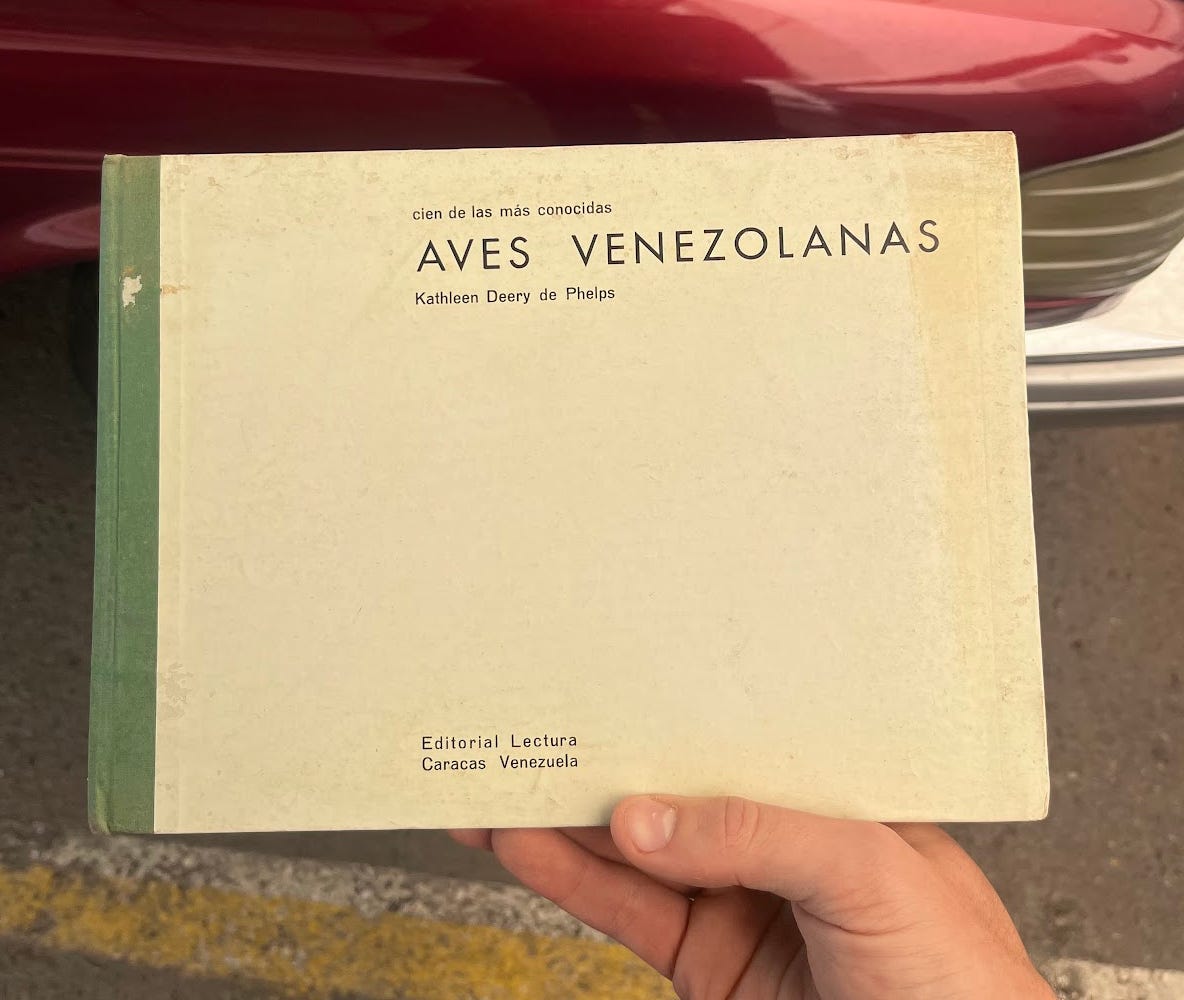 cien de las más conocidas
AVES VENEZOLANAS
Kathleen Deery de Phelps
Editorial Lectura
Caracas Venezuela